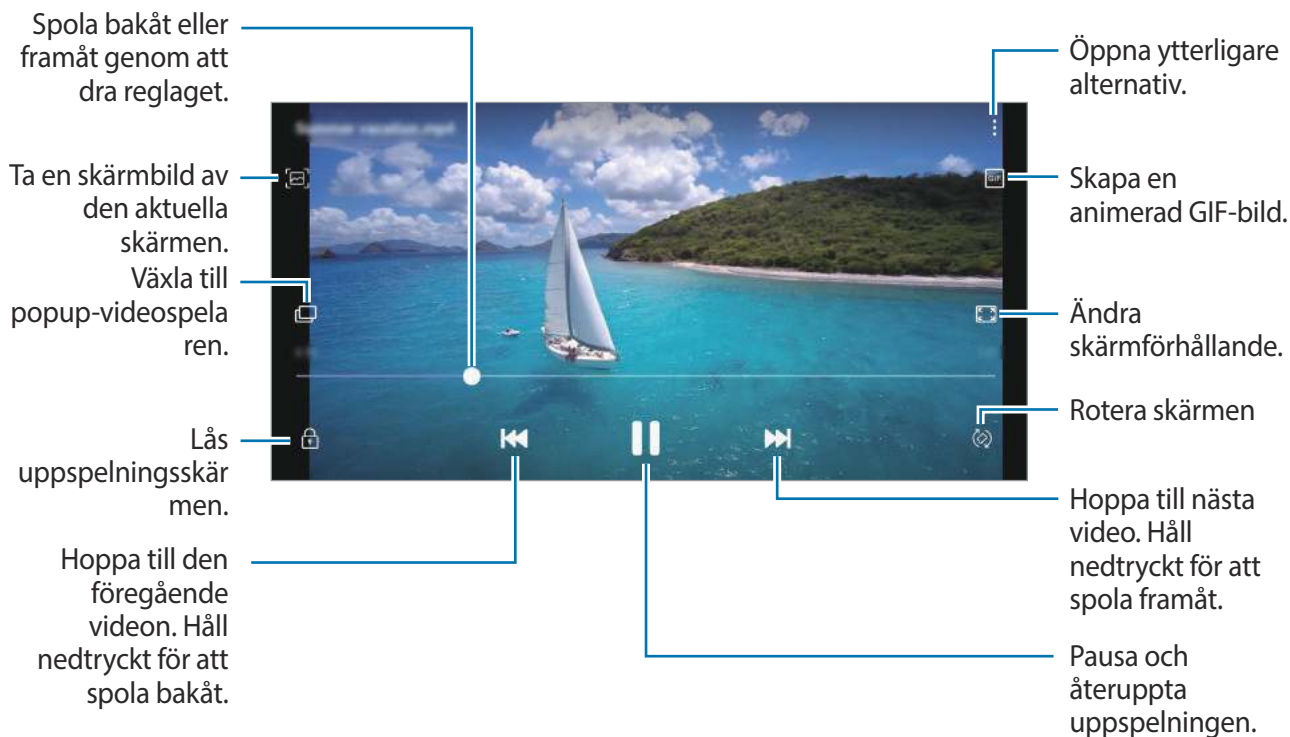 Spola bakåt eller
framåt genom att
dra reglaget.
Ta en skärmbild av
den aktuella
skärmen.
Växla till
popup-videospela
ren.
Lås
uppspelningsskär
men.
Hoppa till den
föregående
videon. Håll
nedtryckt för att
spola bakåt.
Öppna ytterligare
alternativ.
GIF
Skapa en
animerad GIF-bild.
Ändra
skärmförhållande.
Rotera skärmen
Hoppa till nästa
video. Håll
nedtryckt för att
spola framåt.
Pausa och
återuppta
uppspelningen.